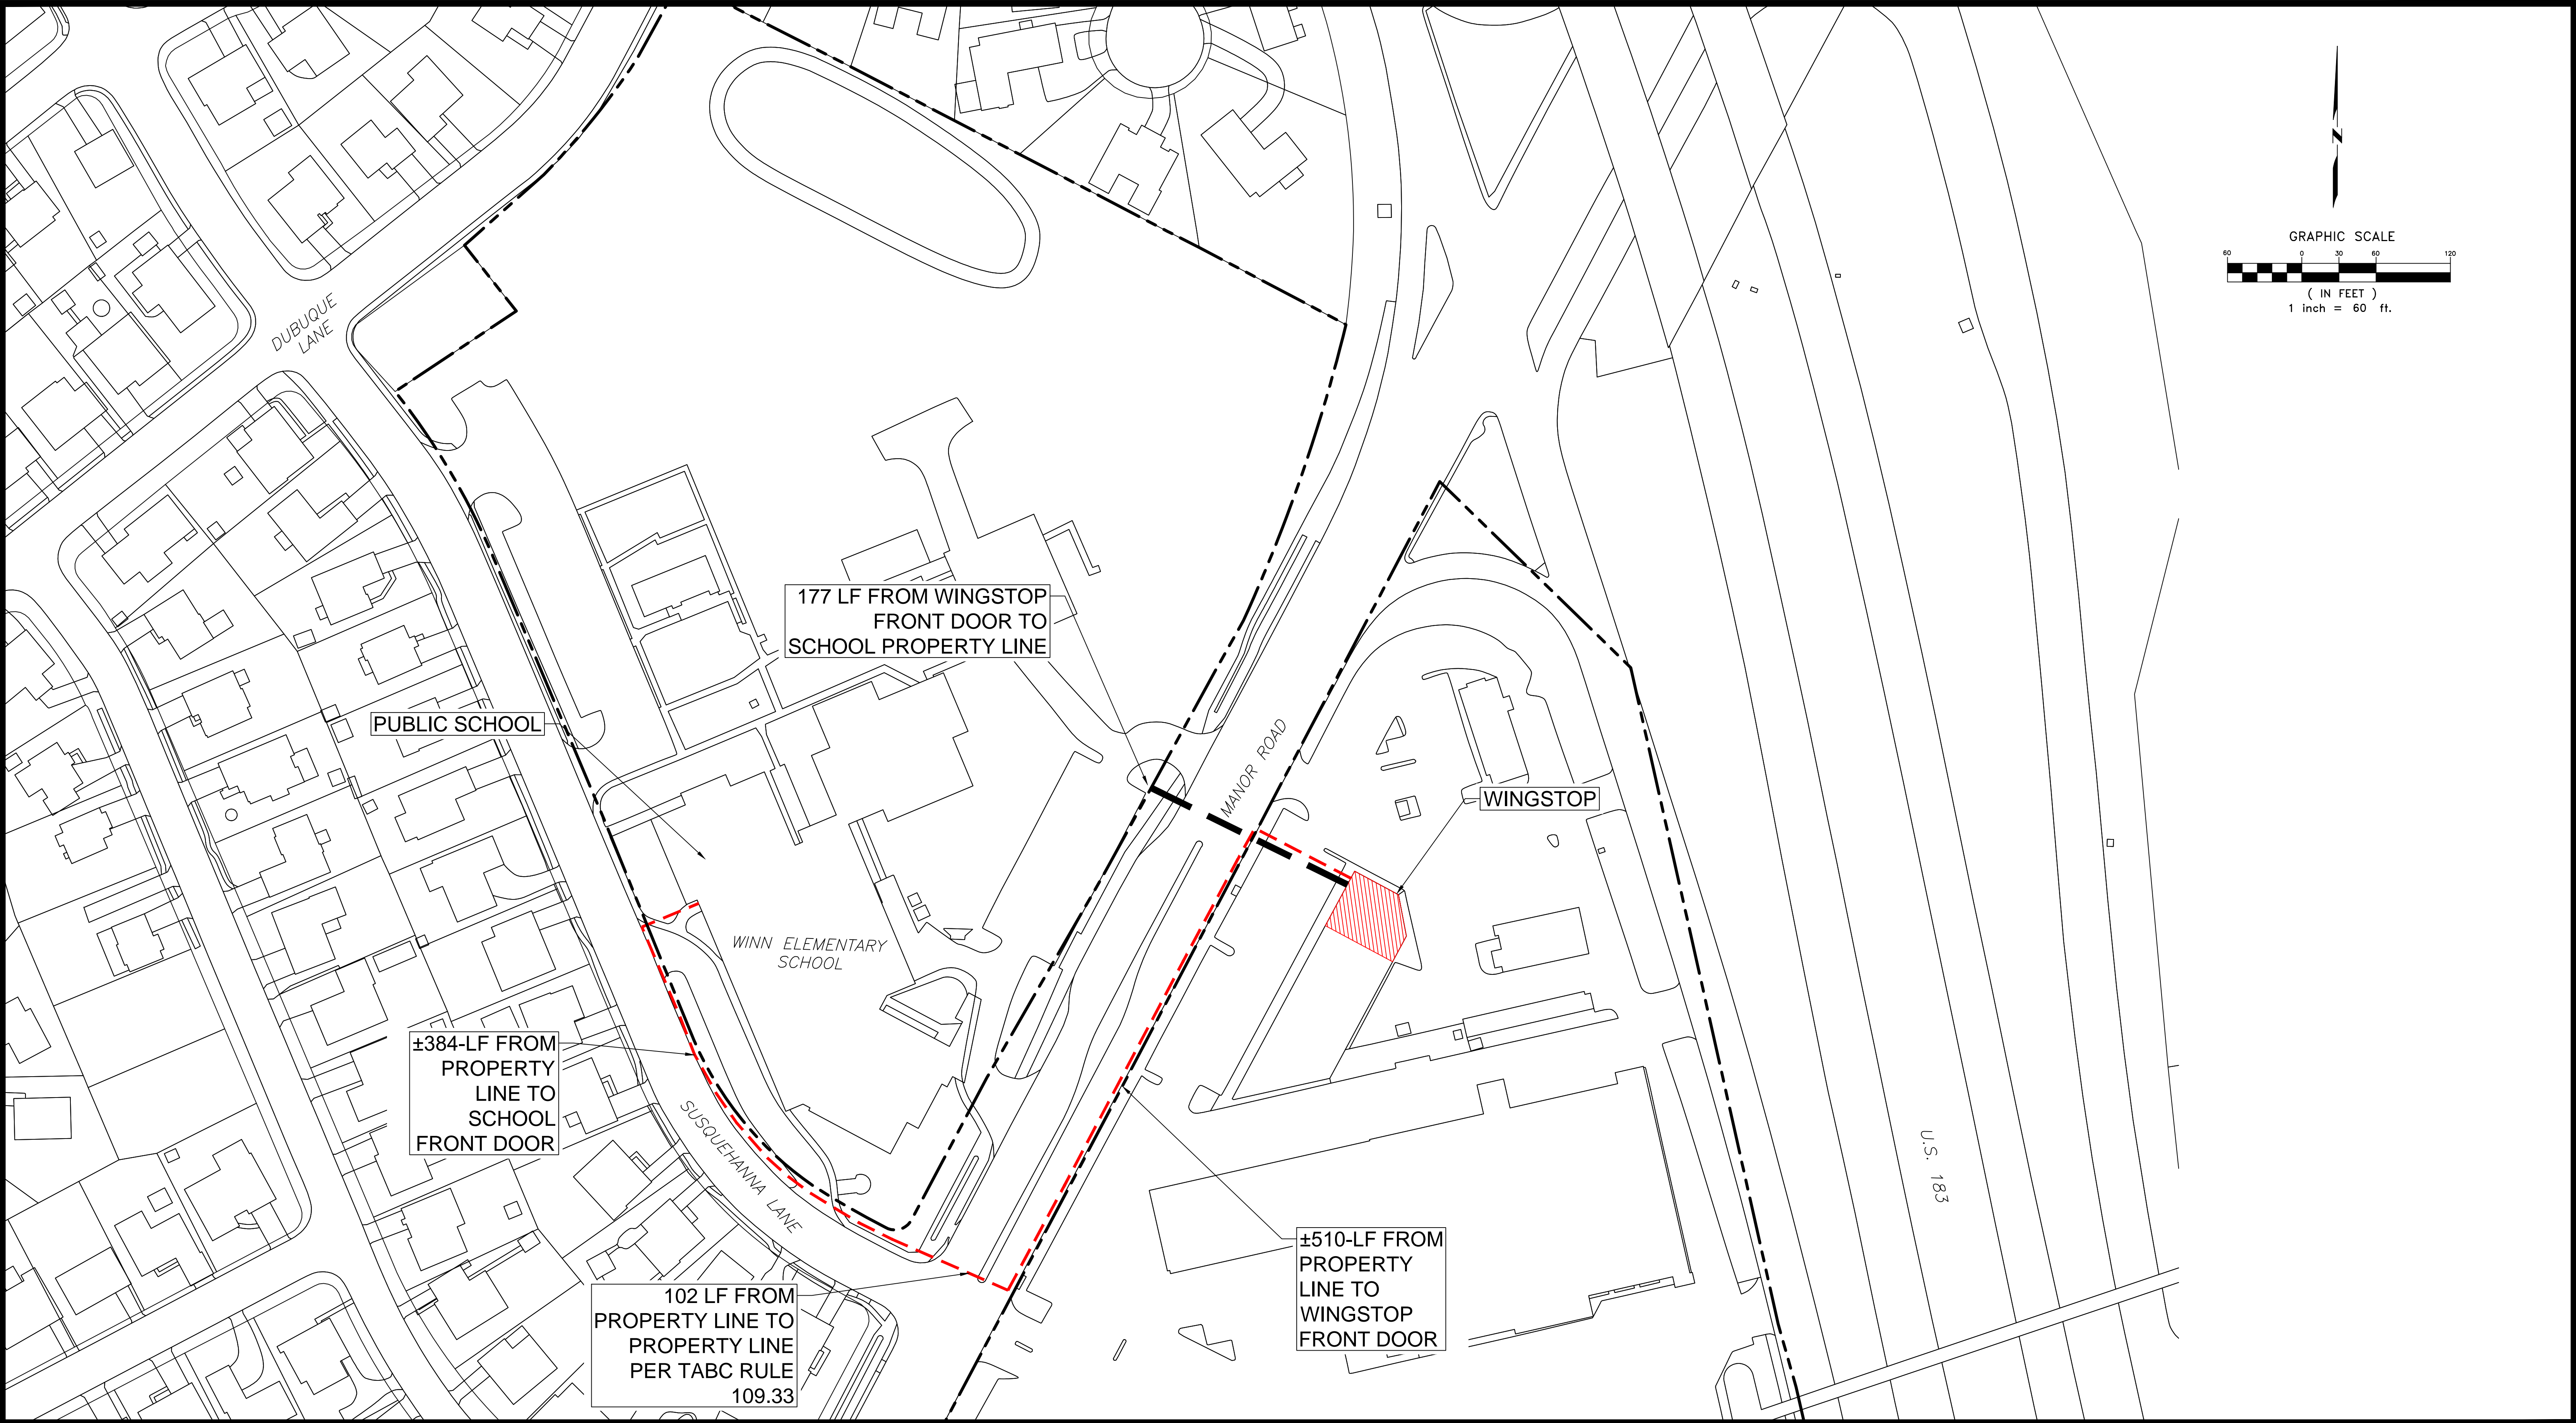 N
GRAPHIC SCALE
60 0 30 60 120
( IN FEET )
1 inch = 60 ft.
DUBUQUE
LANE
177 LF FROM WINGSTOP
FRONT DOOR TO
SCHOOL PROPERTY LINE
PUBLIC SCHOOL
MANOR ROAD
WINGSTOP
WINN ELEMENTARY
SCHOOL
±384-LF FROM
PROPERTY
LINE TO
SCHOOL
FRONT DOOR
SUSQUEHANNA LANE
U.S. 183
±510-LF FROM
PROPERTY
LINE TO
WINGSTOP
FRONT DOOR
102 LF FROM
PROPERTY LINE TO
PROPERTY LINE
PER TABC RULE
109.33